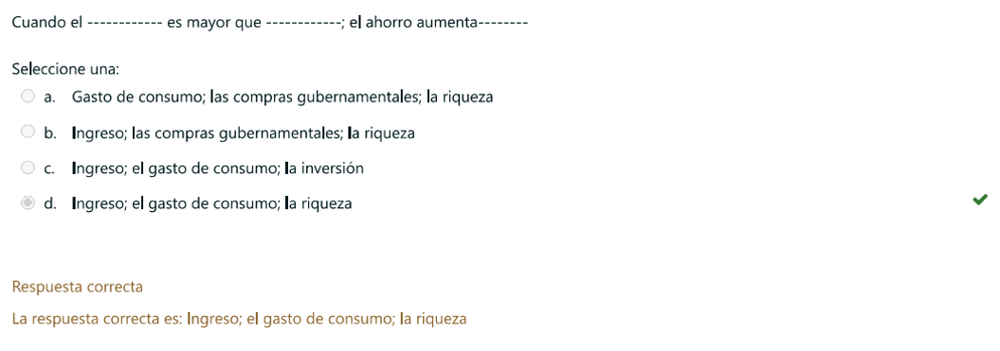 Cuando el ------------ es mayor que ------------; el ahorro aumenta--------
Seleccione una:
a. Gasto de consumo; las compras gubernamentales; la riqueza
b. Ingreso; las compras gubernamentales; la riqueza
c. Ingreso; el gasto de consumo; la inversión
d. Ingreso; el gasto de consumo; la riqueza
Respuesta correcta
La respuesta correcta es: Ingreso; el gasto de consumo; la riqueza